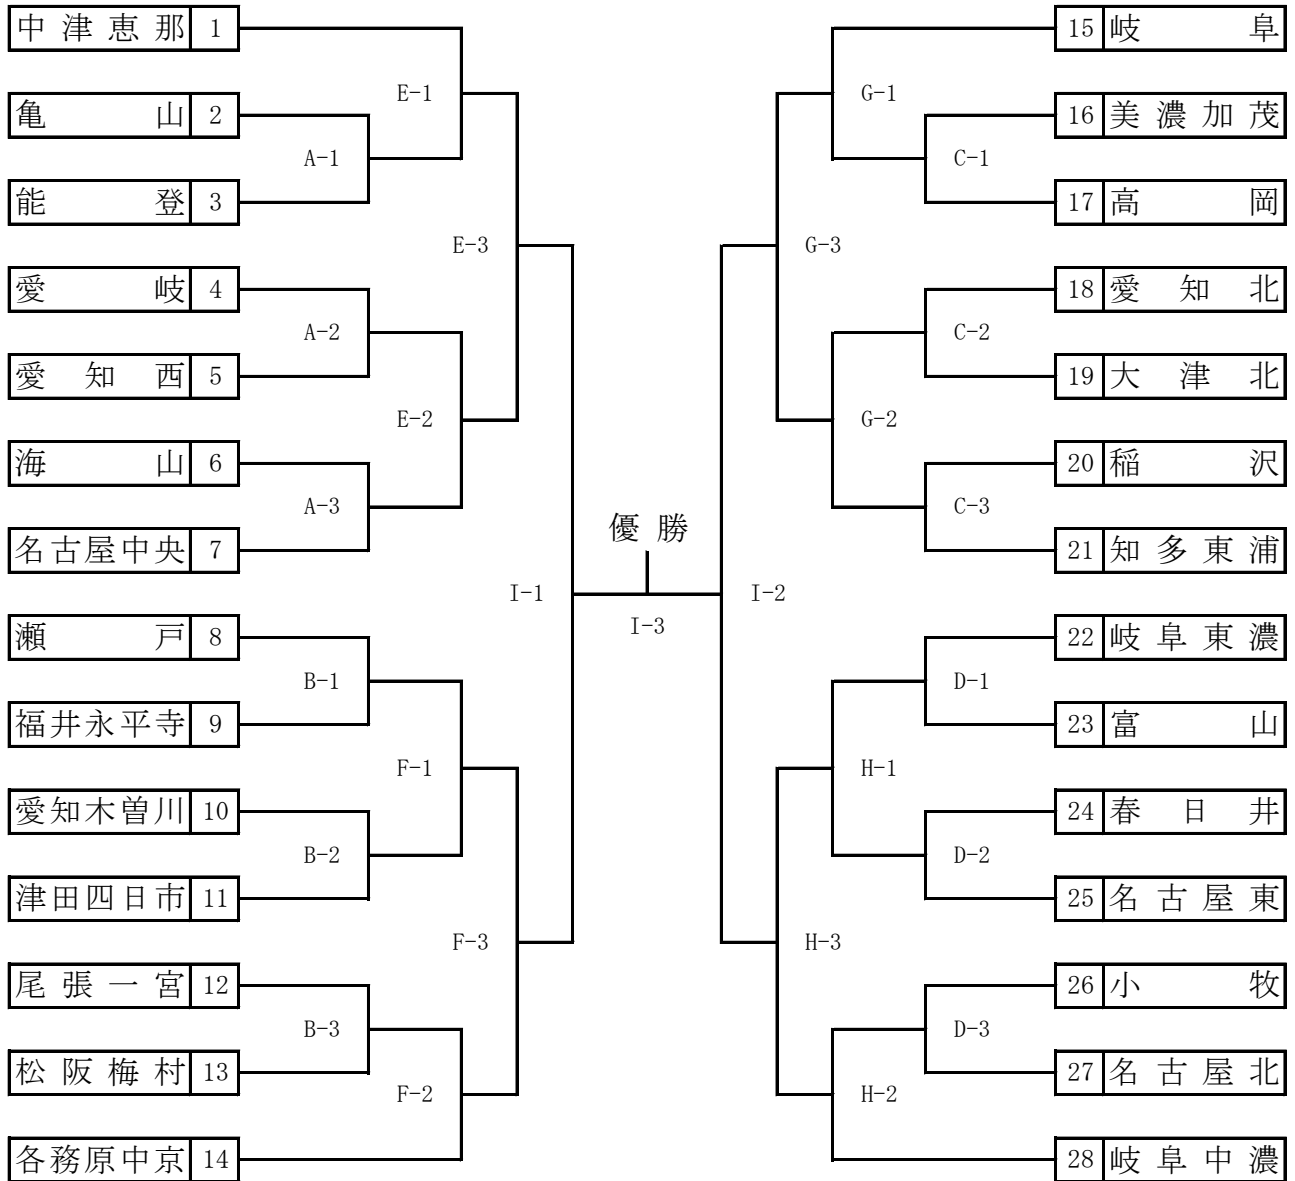 中津恵那 1
E-1
亀山 2
A-1
能登 3
E-3
愛岐 4
A-2
愛知西 5
E-2
海山 6
A-3
名古屋中央 7
I-1
瀬戸 8
B-1
福井永平寺 9
F-1
愛知木曽川 10
B-2
津田四日市 11
F-3
尾張一宮 12
B-3
松阪梅村 13
F-2
各務原中京 14
優勝
I-3
15 岐阜
G-1
16 美濃加茂
C-1
17 高岡
G-3
18 愛知北
C-2
19 大津北
G-2
20 稲沢
C-3
21 知多東浦
I-2
22 岐阜東濃
D-1
23 富山
H-1
24 春日井
D-2
25 名古屋東
H-3
26 小牧
D-3
27 名古屋北
H-2
28 岐阜中濃